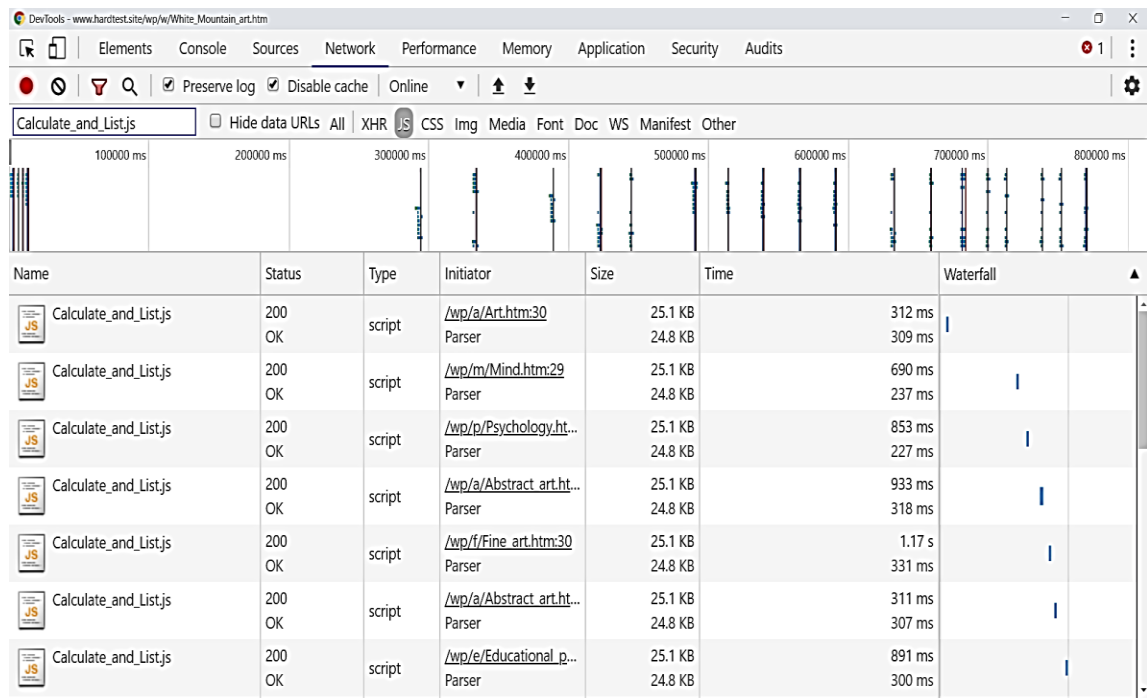 DevTools - www.hardtest.site/wp/w/White_Mountain_art.htm
Elements Console Sources Network Performance Memory Application Security Audits 1
Preserve log Disable cache Online
Calculate_and_List.js Hide data URLs All XHR JS CSS Img Media Font Doc WS Manifest Other
100000 ms 200000 ms 300000 ms 400000 ms 500000 ms 600000 ms 700000 ms 800000 ms
Name Status Type Initiator Size Time Waterfall
Calculate_and_List.js 200 OK script /wp/a/Art.htm:30 Parser 25.1 KB 24.8 KB 312 ms 309 ms
Calculate_and_List.js 200 OK script /wp/m/Mind.htm:29 Parser 25.1 KB 24.8 KB 690 ms 237 ms
Calculate_and_List.js 200 OK script /wp/p/Psychology.ht... Parser 25.1 KB 24.8 KB 853 ms 227 ms
Calculate_and_List.js 200 OK script /wp/a/Abstract_art.ht... Parser 25.1 KB 24.8 KB 933 ms 318 ms
Calculate_and_List.js 200 OK script /wp/f/Fine_art.htm:30 Parser 25.1 KB 24.8 KB 1.17 s 331 ms
Calculate_and_List.js 200 OK script /wp/a/Abstract_art.ht... Parser 25.1 KB 24.8 KB 311 ms 307 ms
Calculate_and_List.js 200 OK script /wp/e/Educational_p... Parser 25.1 KB 24.8 KB 891 ms 300 ms